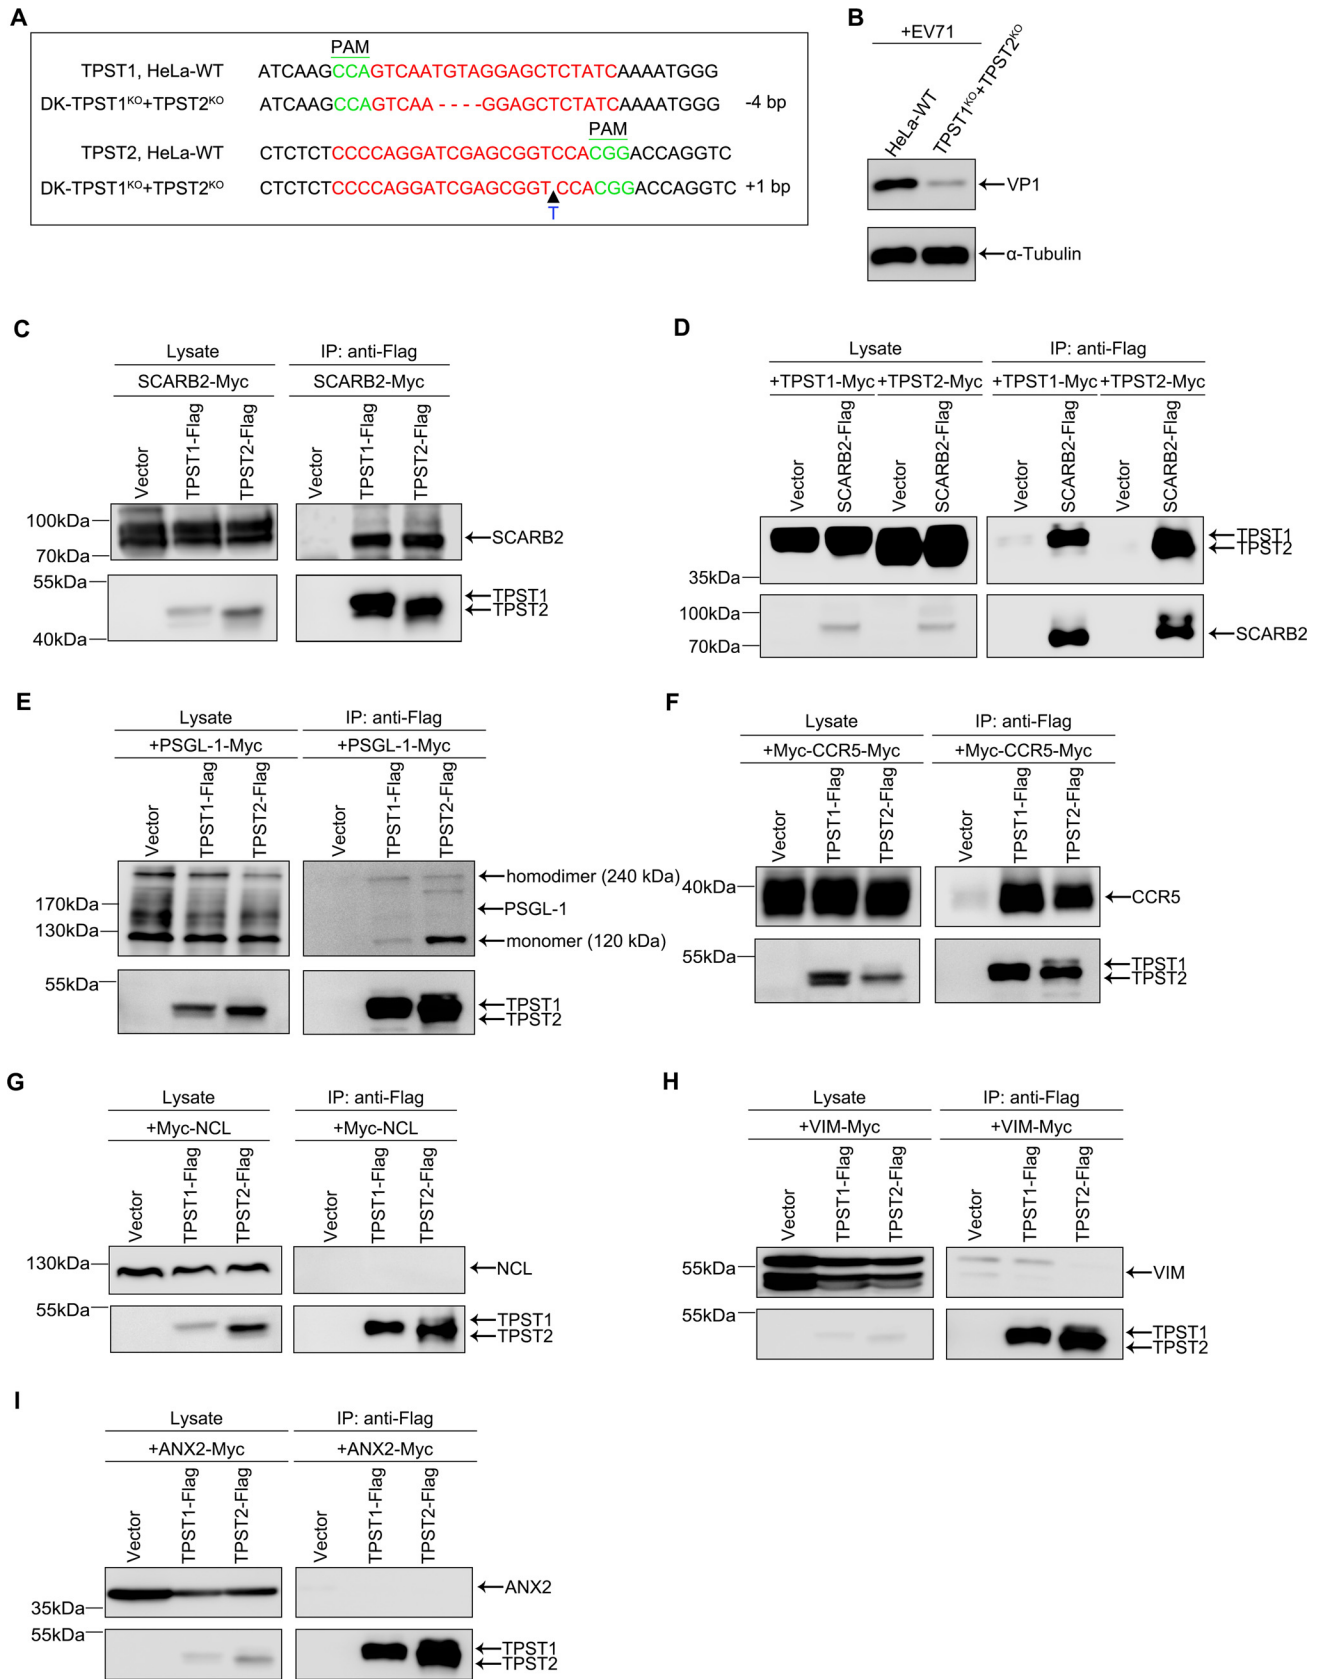 A
PAM
TPST1, HeLa-WT ATCAAGCCAGTCAATGTAGGAGCTCTATCAAAATGGG
DK-TPST1KO+TPST2KO ATCAAGCCAGTCAA - - - -GGAGCTCTATCAAAATGGG -4 bp
PAM
TPST2, HeLa-WT CTCTCTCCCCAGGATCGAGCGGTCCACGGACCAGGTC
DK-TPST1KO+TPST2KO CTCTCTCCCCAGGATCGAGCGGT CCACGGACCAGGTC +1 bp
T
B
+EV71
HeLa-WT TPST1KO+TPST2KO
VP1
α-Tubulin
C
Lysate IP: anti-Flag
SCARB2-Myc SCARB2-Myc
Vector TPST1-Flag TPST2-Flag Vector TPST1-Flag TPST2-Flag
100kDa
SCARB2
70kDa
55kDa
TPST1
TPST2
40kDa
D
Lysate IP: anti-Flag
+TPST1-Myc +TPST2-Myc +TPST1-Myc +TPST2-Myc
Vector SCARB2-Flag Vector SCARB2-Flag Vector SCARB2-Flag Vector SCARB2-Flag
TPST1
TPST2
35kDa
100kDa
SCARB2
70kDa
E
Lysate IP: anti-Flag
+PSGL-1-Myc +PSGL-1-Myc
Vector TPST1-Flag TPST2-Flag Vector TPST1-Flag TPST2-Flag
homodimer (240 kDa)
170kDa
PSGL-1
130kDa
monomer (120 kDa)
55kDa
TPST1
TPST2
F
Lysate IP: anti-Flag
+Myc-CCR5-Myc +Myc-CCR5-Myc
Vector TPST1-Flag TPST2-Flag Vector TPST1-Flag TPST2-Flag
40kDa
CCR5
55kDa
TPST1
TPST2
G
Lysate IP: anti-Flag
+Myc-NCL +Myc-NCL
Vector TPST1-Flag TPST2-Flag Vector TPST1-Flag TPST2-Flag
130kDa
NCL
55kDa
TPST1
TPST2
H
Lysate IP: anti-Flag
+VIM-Myc +VIM-Myc
Vector TPST1-Flag TPST2-Flag Vector TPST1-Flag TPST2-Flag
55kDa
VIM
55kDa
TPST1
TPST2
I
Lysate IP: anti-Flag
+ANX2-Myc +ANX2-Myc
Vector TPST1-Flag TPST2-Flag Vector TPST1-Flag TPST2-Flag
ANX2
35kDa
55kDa
TPST1
TPST2